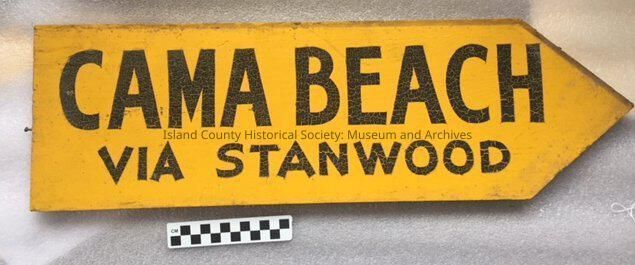 CAMA BEACH
Island County Historical Society: Museum and Archives
VIA STANWOOD
CM